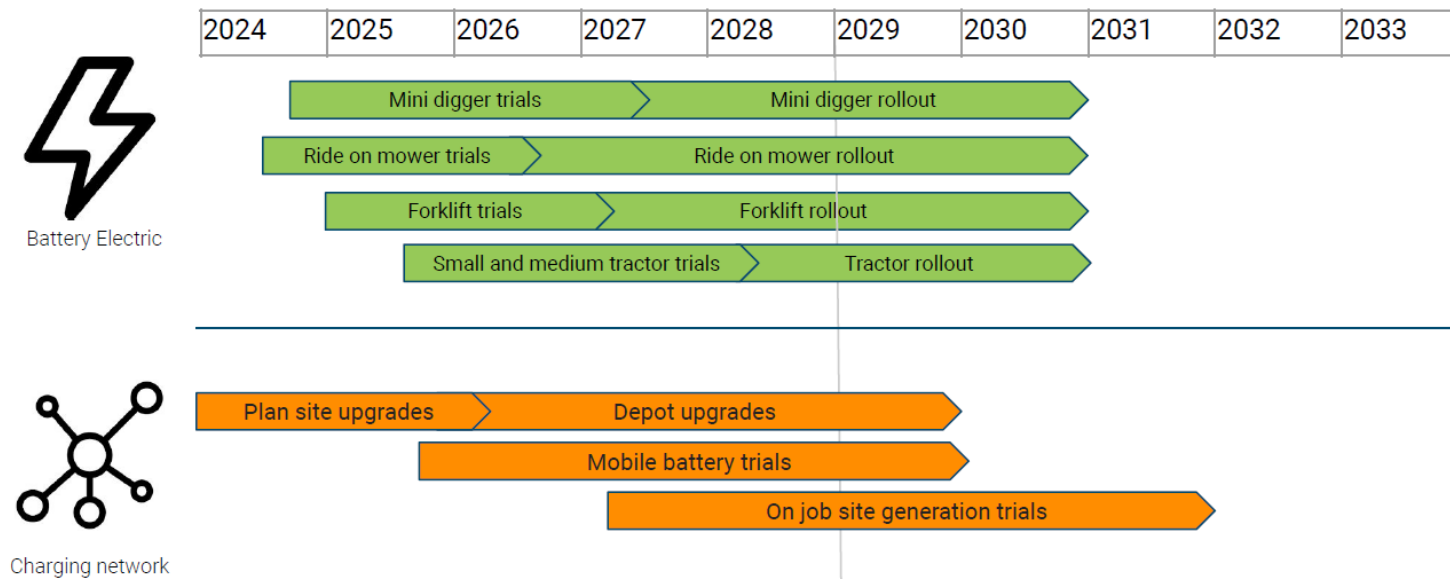 2024 2025 2026 2027 2028 2029 2030 2031 2032 2033
Mini digger trials Mini digger rollout
Ride on mower trials Ride on mower rollout
Forklift trials Forklift rollout
Battery Electric
Small and medium tractor trials Tractor rollout
Plan site upgrades Depot upgrades
Mobile battery trials
On job site generation trials
Charging network